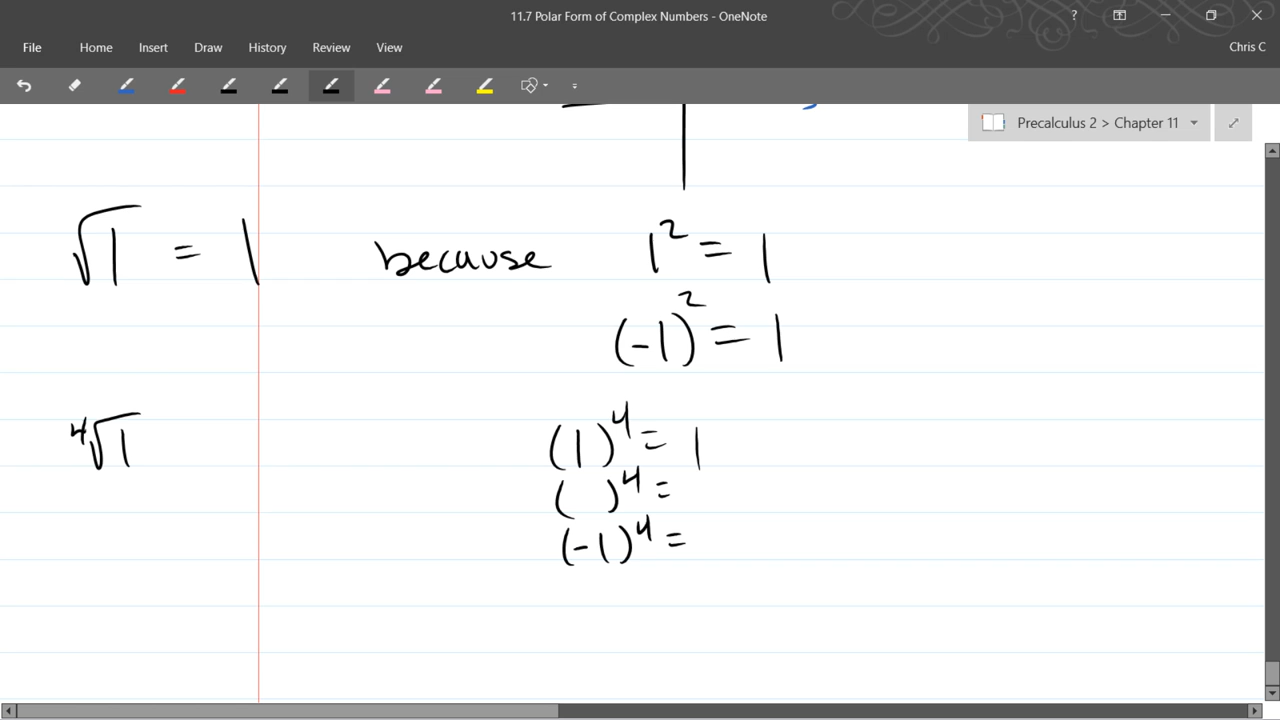 11.7 Polar Form of Complex Numbers - OneNote
?
File Home Insert Draw History Review View
Chris C
Precalculus 2 > Chapter 11
√1 = 1 because 1² = 1
(-1)² = 1
⁴√1 (1)⁴ = 1
( )⁴ =
(-1)⁴ =